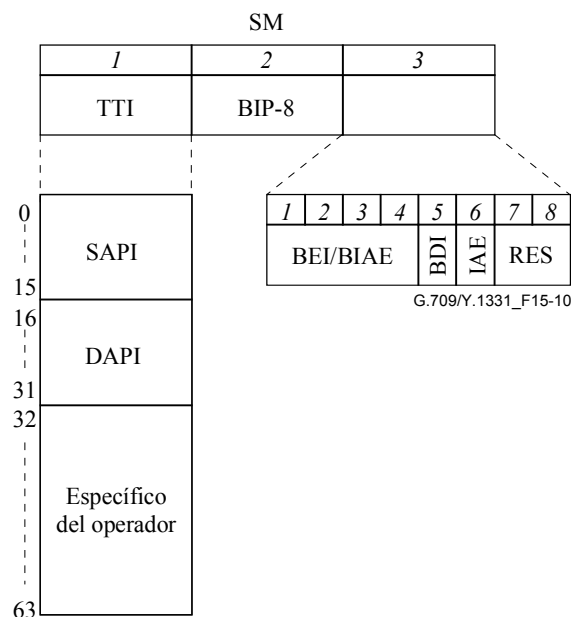 SM
1 2 3
TTI BIP-8
0 SAPI 15
1 2 3 4 5 6 7 8
BEI/BIAE BDI IAE RES
G.709/Y.1331_F15-10
16 DAPI 31
32 Específico
del operador
63